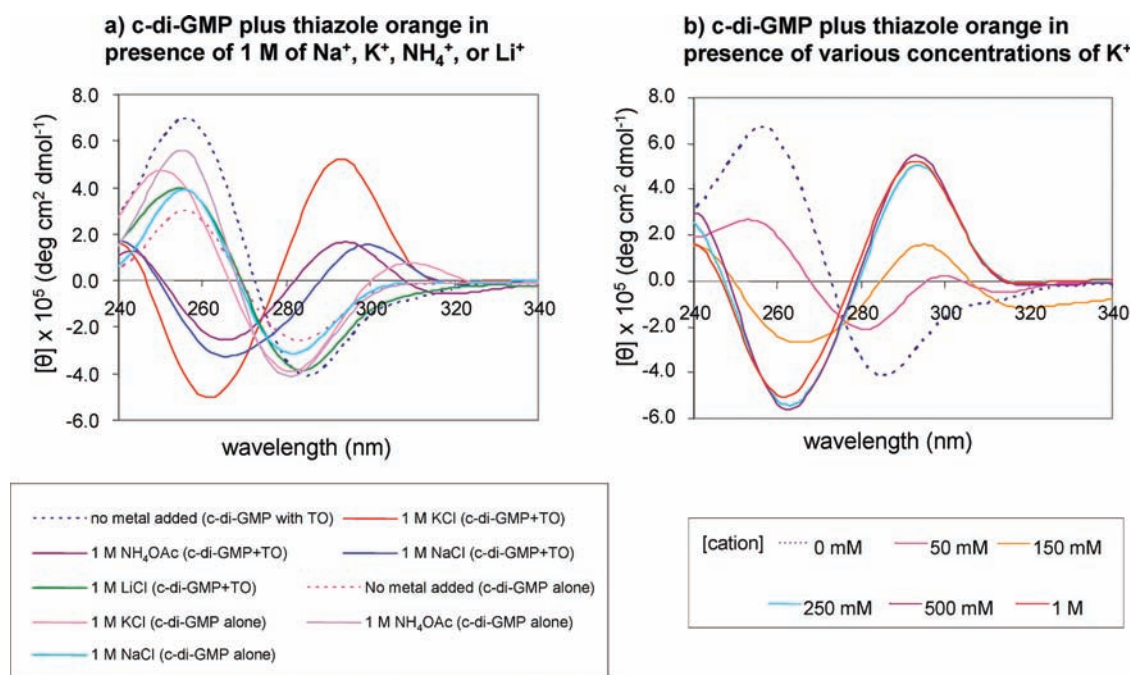 a) c-di-GMP plus thiazole orange in
presence of 1 M of Na⁺, K⁺, NH₄⁺, or Li⁺
8.0
6.0
4.0
2.0
0.0
-2.0
-4.0
-6.0
240
260
280
300
320
340
[θ] x 10⁵ (deg cm² dmol⁻¹)
wavelength (nm)
no metal added (c-di-GMP with TO)
1 M KCl (c-di-GMP+TO)
1 M NH₄OAc (c-di-GMP+TO)
1 M NaCl (c-di-GMP+TO)
1 M LiCl (c-di-GMP+TO)
No metal added (c-di-GMP alone)
1 M KCl (c-di-GMP alone)
1 M NH₄OAc (c-di-GMP alone)
1 M NaCl (c-di-GMP alone)
b) c-di-GMP plus thiazole orange in
presence of various concentrations of K⁺
8.0
6.0
4.0
2.0
0.0
-2.0
-4.0
-6.0
240
260
280
300
320
340
[θ] x 10⁵ (deg cm² dmol⁻¹)
wavelength (nm)
[cation]
0 mM
50 mM
150 mM
250 mM
500 mM
1 M